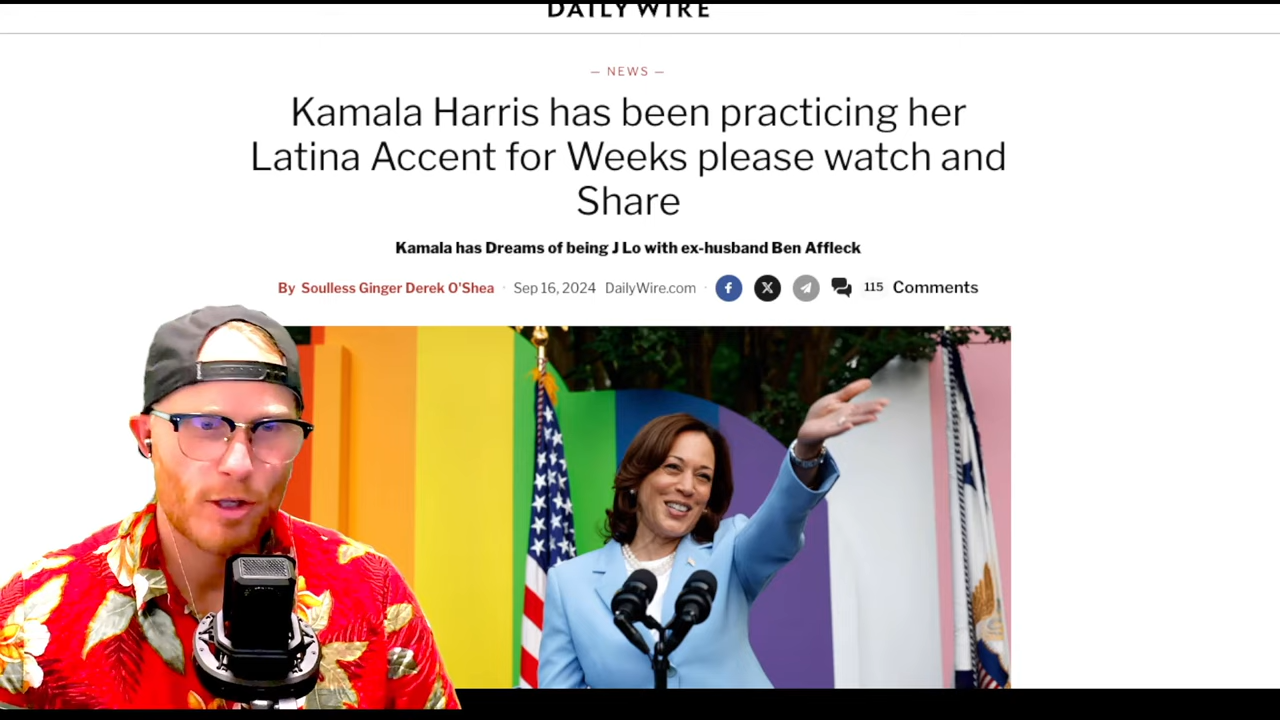 DAILY WIRE
— NEWS —
Kamala Harris has been practicing her
Latina Accent for Weeks please watch and
Share
Kamala has Dreams of being J Lo with ex-husband Ben Affleck
By Soulless Ginger Derek O'Shea · Sep 16, 2024 DailyWire.com · 115 Comments